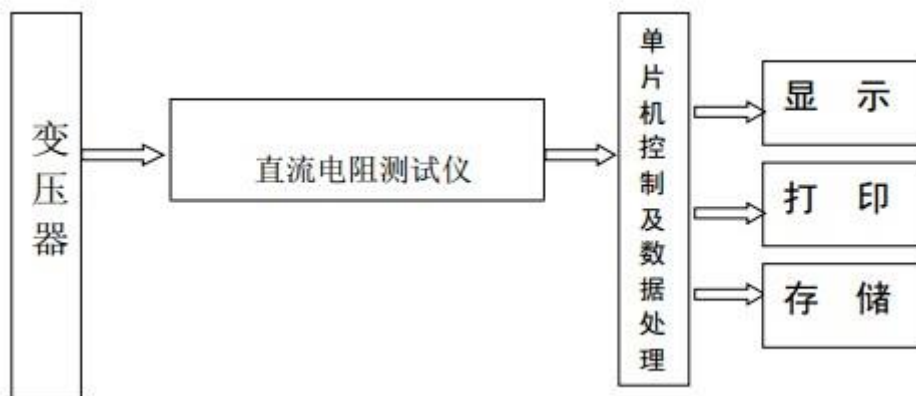 变压器
直流电阻测试仪
单片机控制及数据处理
显 示
打 印
存 储